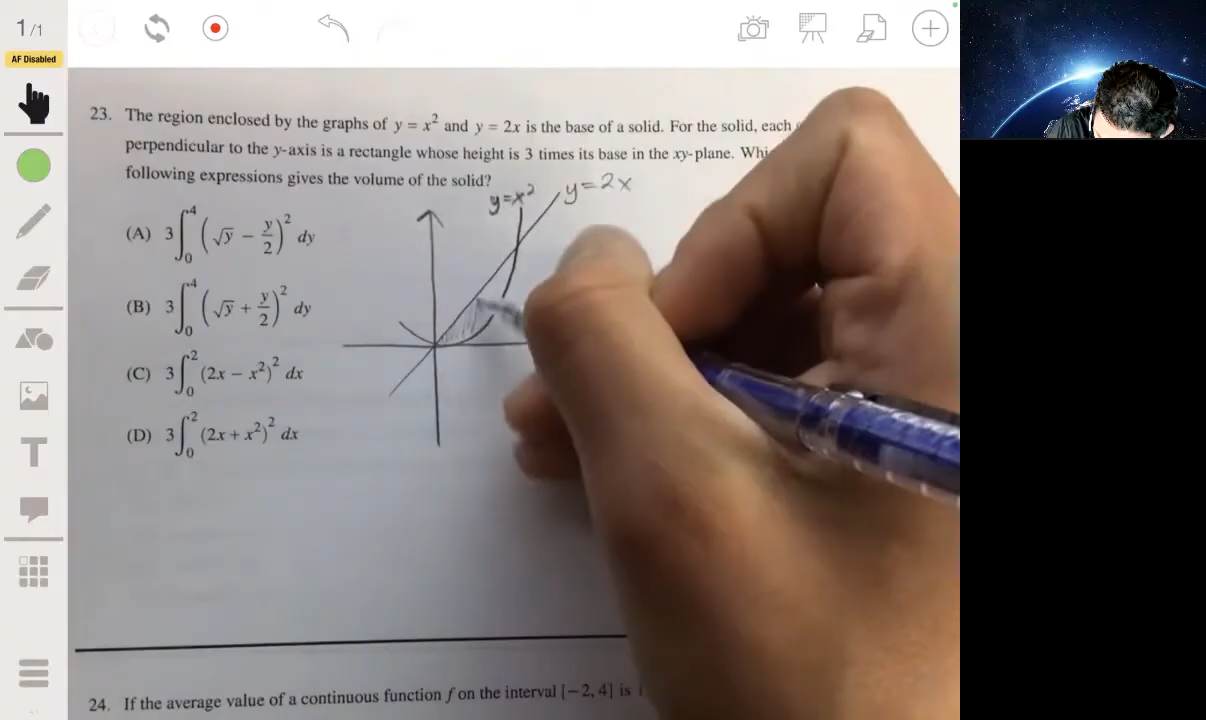 1/1
AF Disabled
23. The region enclosed by the graphs of y = x² and y = 2x is the base of a solid. For the solid, each
perpendicular to the y-axis is a rectangle whose height is 3 times its base in the xy-plane.
following expressions gives the volume of the solid?
y=x²
y=2x
(A) 3∫₀⁴ (√y − y/2)² dy
(B) 3∫₀⁴ (√y + y/2)² dy
(C) 3∫₀² (2x − x²)² dx
(D) 3∫₀² (2x + x²)² dx
T
24. If the average value of a continuous function f on the interval [−2, 4] is